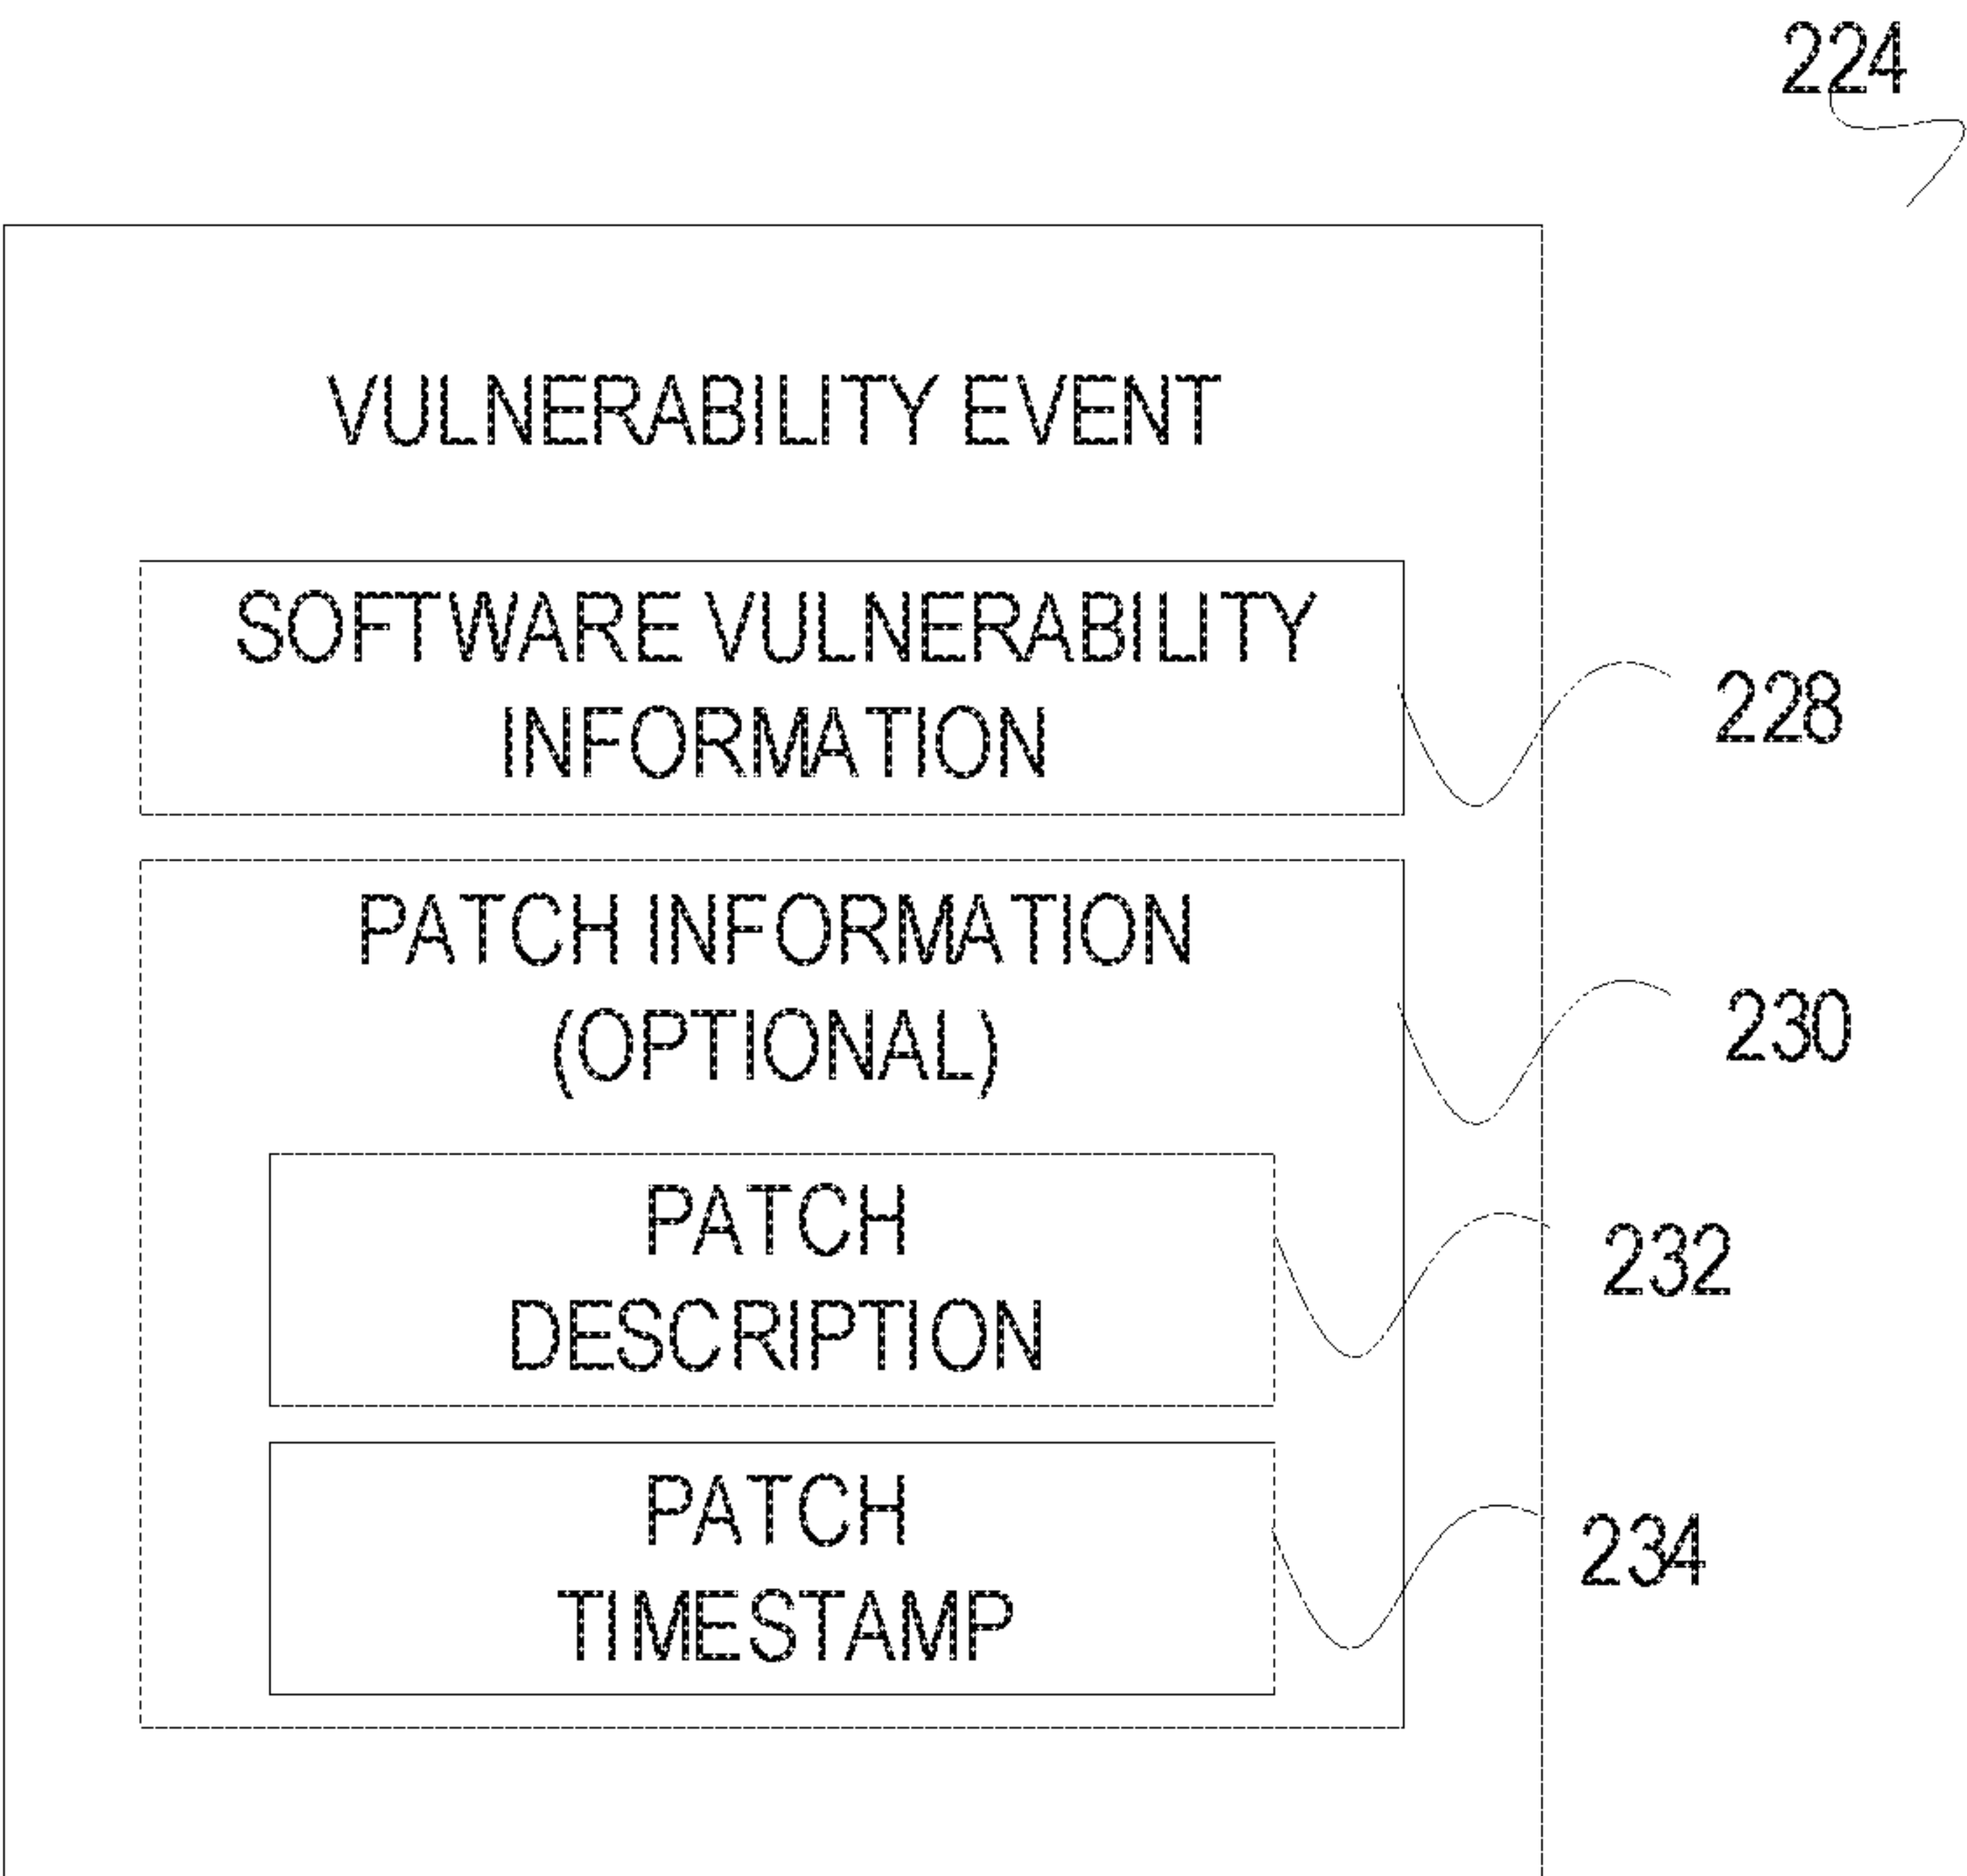 224
VULNERABILITY EVENT
SOFTWARE VULNERABILITY
INFORMATION
228
PATCH INFORMATION
(OPTIONAL)
230
PATCH
DESCRIPTION
232
PATCH
TIMESTAMP
234